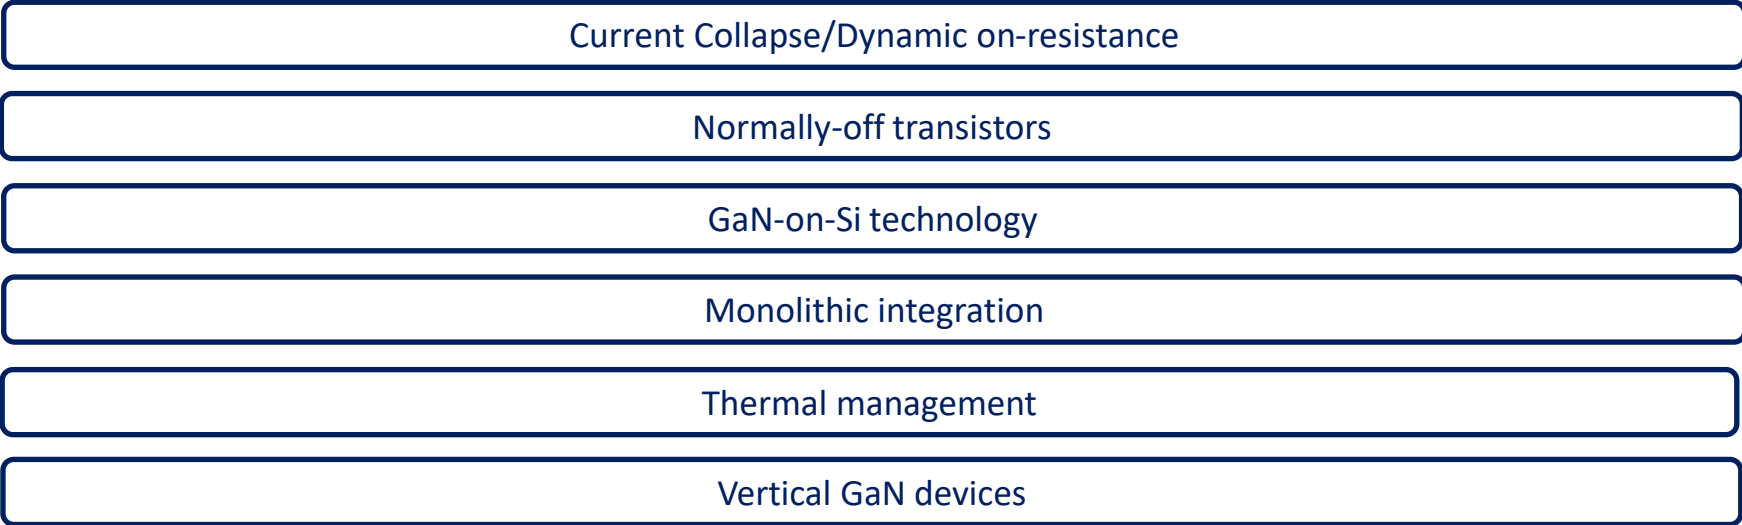 Current Collapse/Dynamic on-resistance
Normally-off transistors
GaN-on-Si technology
Monolithic integration
Thermal management
Vertical GaN devices